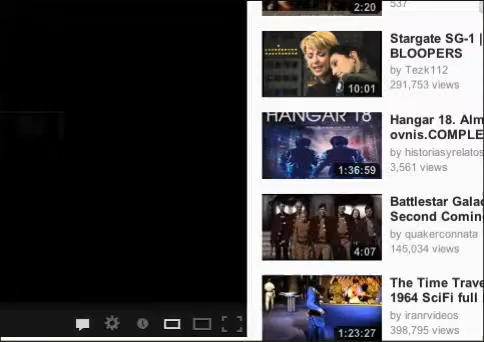 2:20
537
Stargate SG-1 |
BLOOPERS
by Tezk112
291,753 views
10:01
HANGAR 18
Hangar 18. Alm
ovnis.COMPLE
by historiasyrelatos
3,561 views
1:36:59
Battlestar Galac
Second Coming
by quakerconnata
145,034 views
4:07
The Time Trave
1964 SciFi full
by iranrvideos
398,795 views
1:23:27